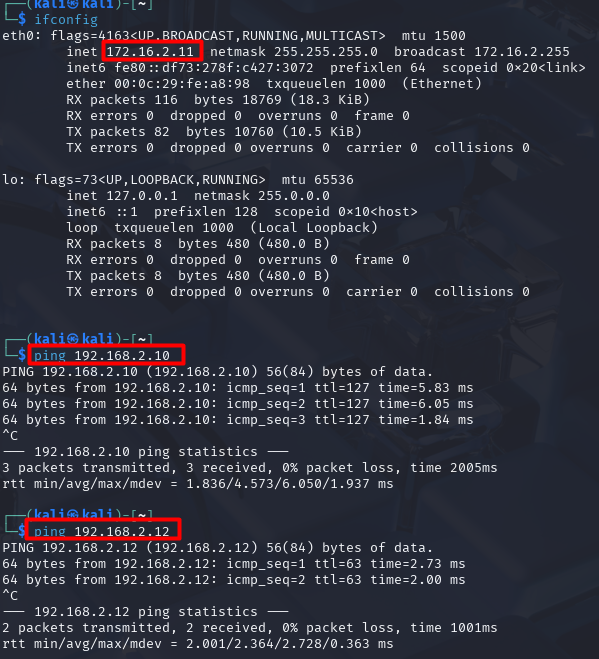 ┌──(kali㉿kali)-[~]
└─$ ifconfig
eth0: flags=4163<UP,BROADCAST,RUNNING,MULTICAST>  mtu 1500
        inet 172.16.2.11  netmask 255.255.255.0  broadcast 172.16.2.255
        inet6 fe80::df73:278f:c427:3072  prefixlen 64  scopeid 0×20<link>
        ether 00:0c:29:fe:a8:98  txqueuelen 1000  (Ethernet)
        RX packets 116  bytes 18769 (18.3 KiB)
        RX errors 0  dropped 0  overruns 0  frame 0
        TX packets 82  bytes 10760 (10.5 KiB)
        TX errors 0  dropped 0 overruns 0  carrier 0  collisions 0

lo: flags=73<UP,LOOPBACK,RUNNING>  mtu 65536
        inet 127.0.0.1  netmask 255.0.0.0
        inet6 ::1  prefixlen 128  scopeid 0×10<host>
        loop  txqueuelen 1000  (Local Loopback)
        RX packets 8  bytes 480 (480.0 B)
        RX errors 0  dropped 0  overruns 0  frame 0
        TX packets 8  bytes 480 (480.0 B)
        TX errors 0  dropped 0 overruns 0  carrier 0  collisions 0

┌──(kali㉿kali)-[~]
└─$ ping 192.168.2.10
PING 192.168.2.10 (192.168.2.10) 56(84) bytes of data.
64 bytes from 192.168.2.10: icmp_seq=1 ttl=127 time=5.83 ms
64 bytes from 192.168.2.10: icmp_seq=2 ttl=127 time=6.05 ms
64 bytes from 192.168.2.10: icmp_seq=3 ttl=127 time=1.84 ms
^C
--- 192.168.2.10 ping statistics ---
3 packets transmitted, 3 received, 0% packet loss, time 2005ms
rtt min/avg/max/mdev = 1.836/4.573/6.050/1.937 ms

┌──(kali㉿kali)-[~]
└─$ ping 192.168.2.12
PING 192.168.2.12 (192.168.2.12) 56(84) bytes of data.
64 bytes from 192.168.2.12: icmp_seq=1 ttl=63 time=2.73 ms
64 bytes from 192.168.2.12: icmp_seq=2 ttl=63 time=2.00 ms
^C
--- 192.168.2.12 ping statistics ---
2 packets transmitted, 2 received, 0% packet loss, time 1001ms
rtt min/avg/max/mdev = 2.001/2.364/2.728/0.363 ms